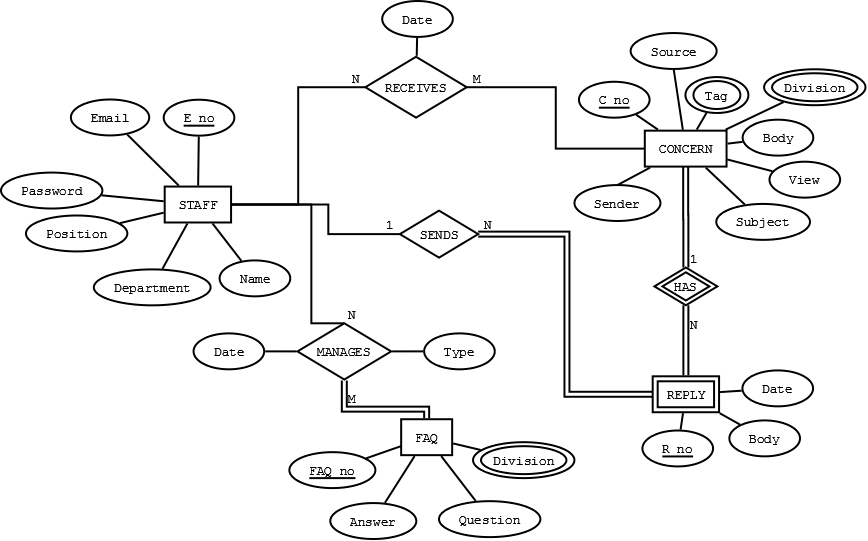 Date
Source
N
RECEIVES
M
Tag
Division
C no
Email
E no
Body
CONCERN
View
Password
STAFF
Sender
Subject
Position
1
SENDS
N
1
Department
Name
HAS
N
N
Date
MANAGES
Type
Date
REPLY
M
FAQ
Body
R no
FAQ no
Division
Answer
Question